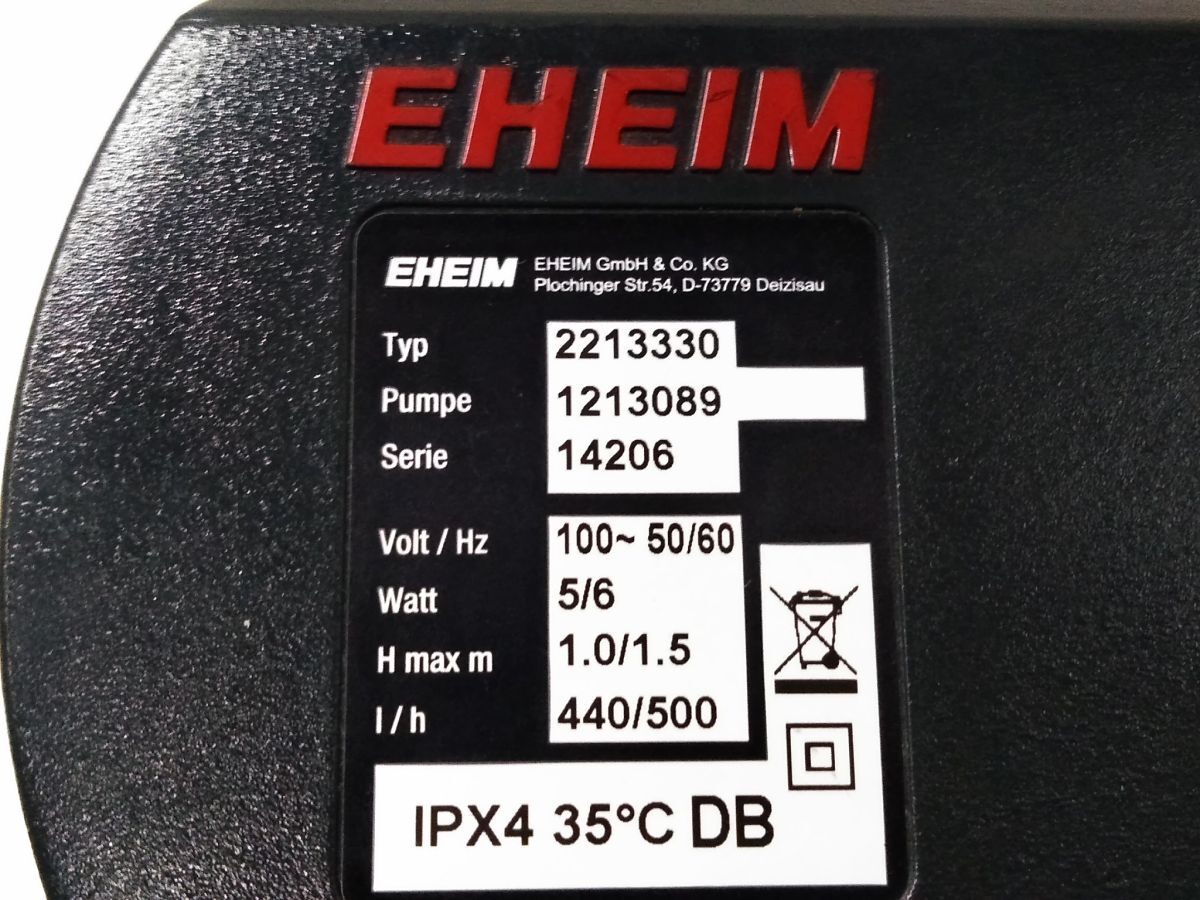 EHEIM
EHEIM EHEIM GmbH & Co. KG
Plochinger Str.54, D-73779 Deizisau
Typ 2213330
Pumpe 1213089
Serie 14206
Volt / Hz 100~ 50/60
Watt 5/6
H max m 1.0/1.5
l / h 440/500
IPX4 35°C DB